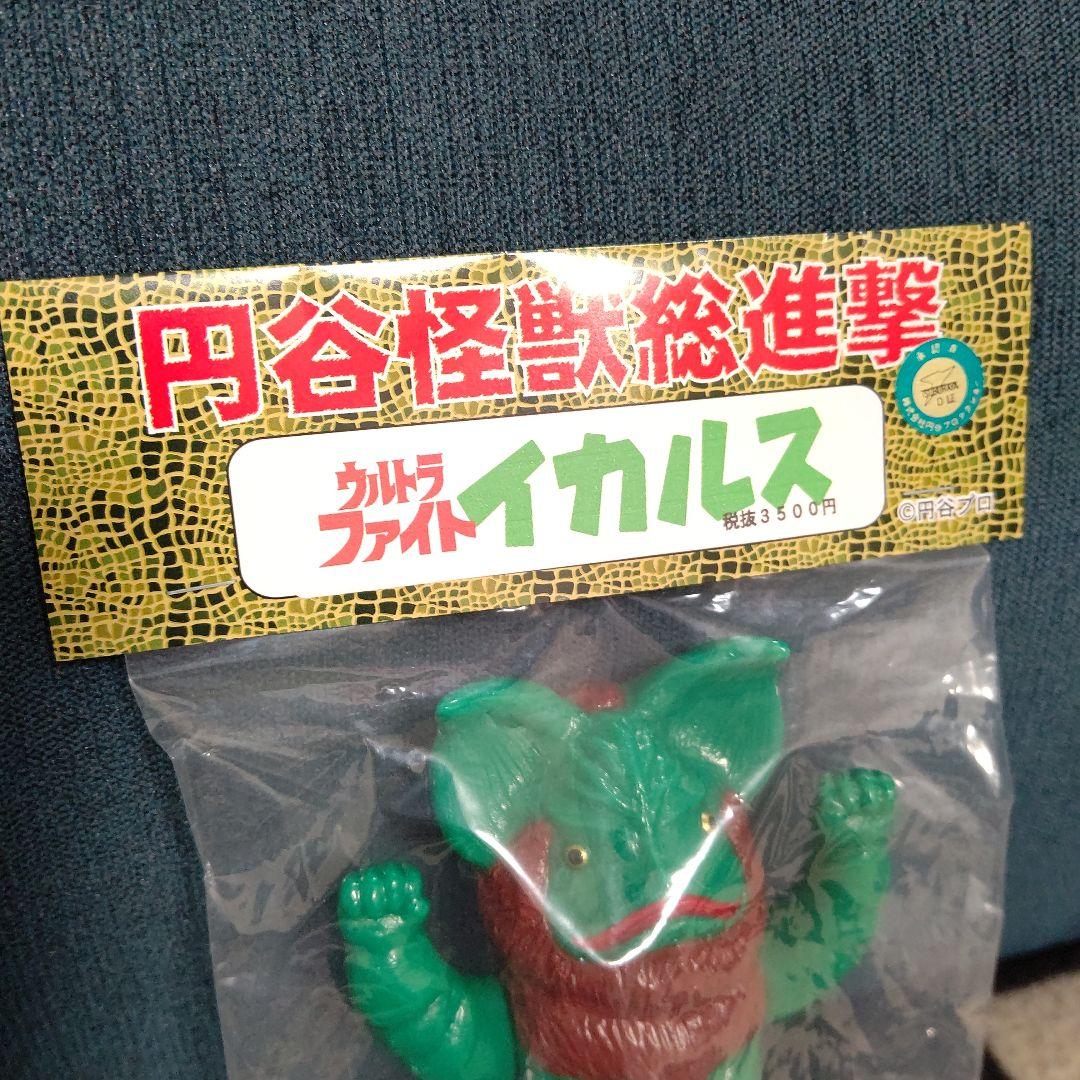 円谷怪獣総進撃
ウルトラ
ファイト
イカルス
税抜3500円
©円谷プロ